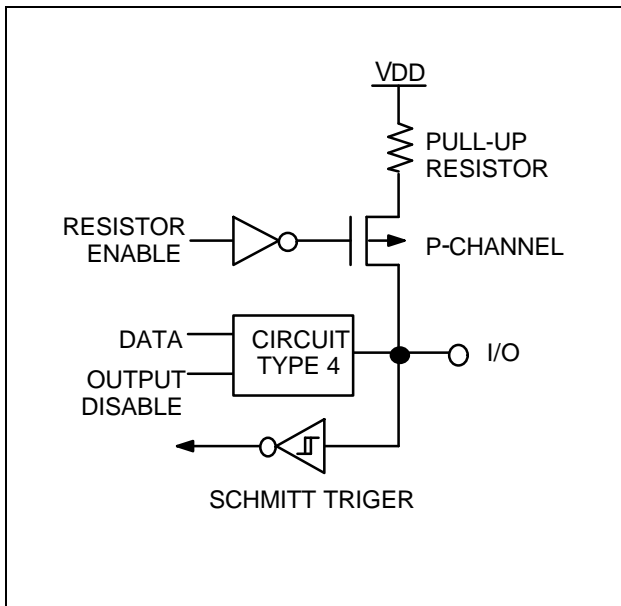 VDD
PULL-UP
RESISTOR
RESISTOR
ENABLE
P-CHANNEL
DATA
OUTPUT
DISABLE
CIRCUIT
TYPE 4
I/O
SCHMITT TRIGER